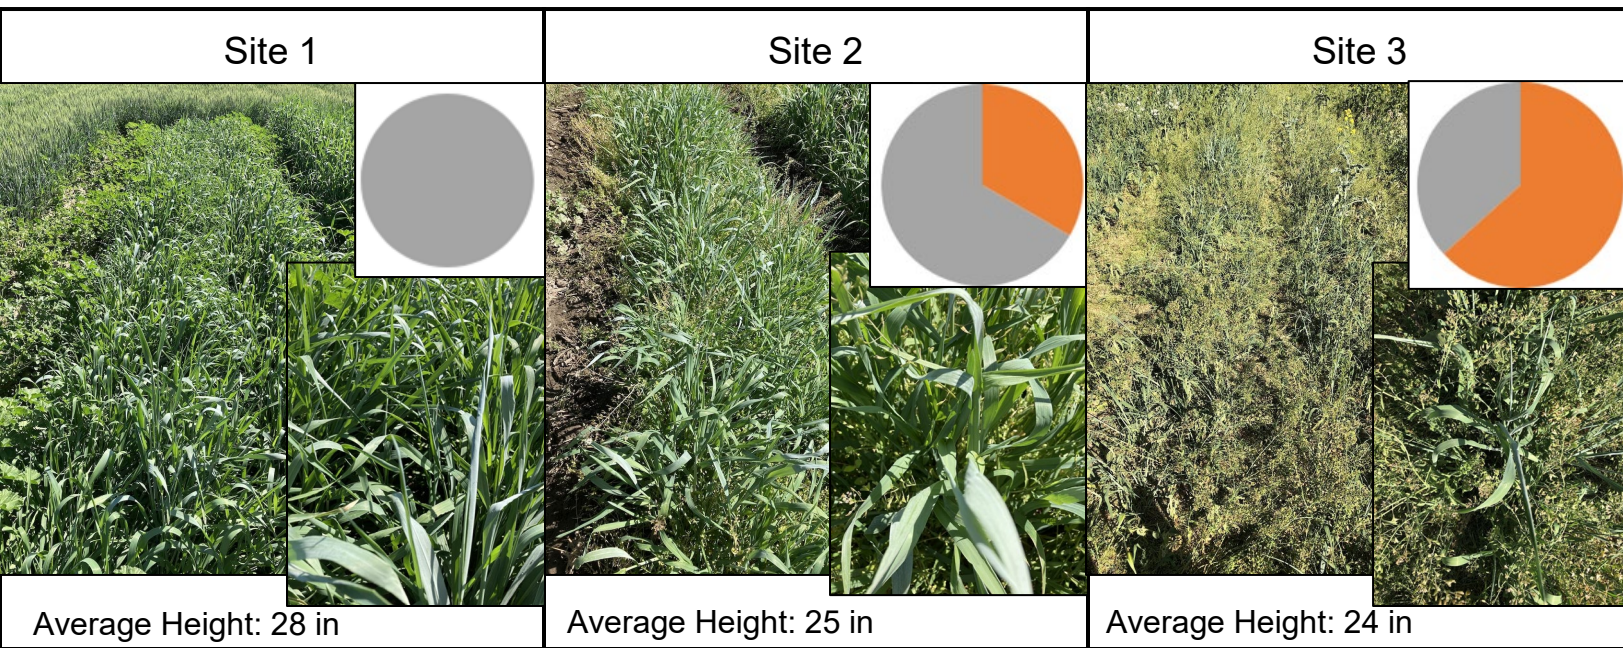 Site 1
Site 2
Site 3
Average Height: 28 in
Average Height: 25 in
Average Height: 24 in